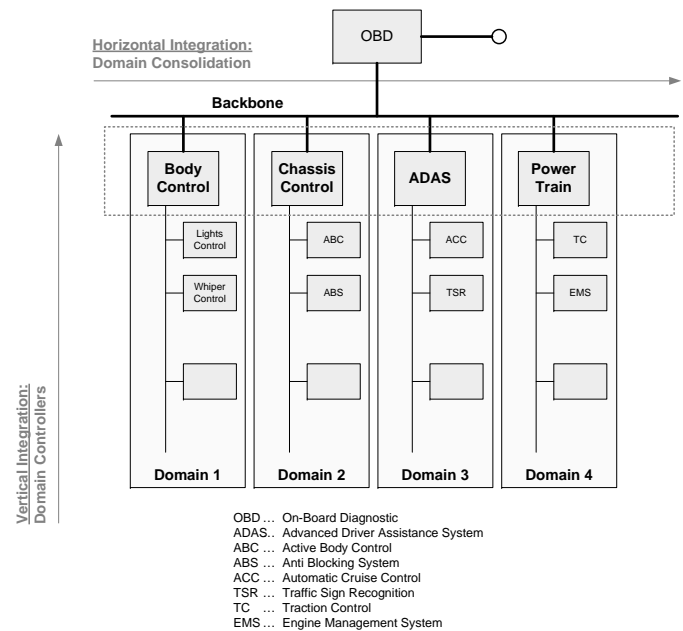 OBD
Horizontal Integration:
Domain Consolidation
Backbone
Body
Control
Chassis
Control
ADAS
Power
Train
Lights
Control
ABC
ACC
TC
Whiper
Control
ABS
TSR
EMS
Vertical Integration:
Domain Controllers
Domain 1
Domain 2
Domain 3
Domain 4
OBD … On-Board Diagnostic
ADAS.. Advanced Driver Assistance System
ABC … Active Body Control
ABS … Anti Blocking System
ACC … Automatic Cruise Control
TSR … Traffic Sign Recognition
TC … Traction Control
EMS … Engine Management System